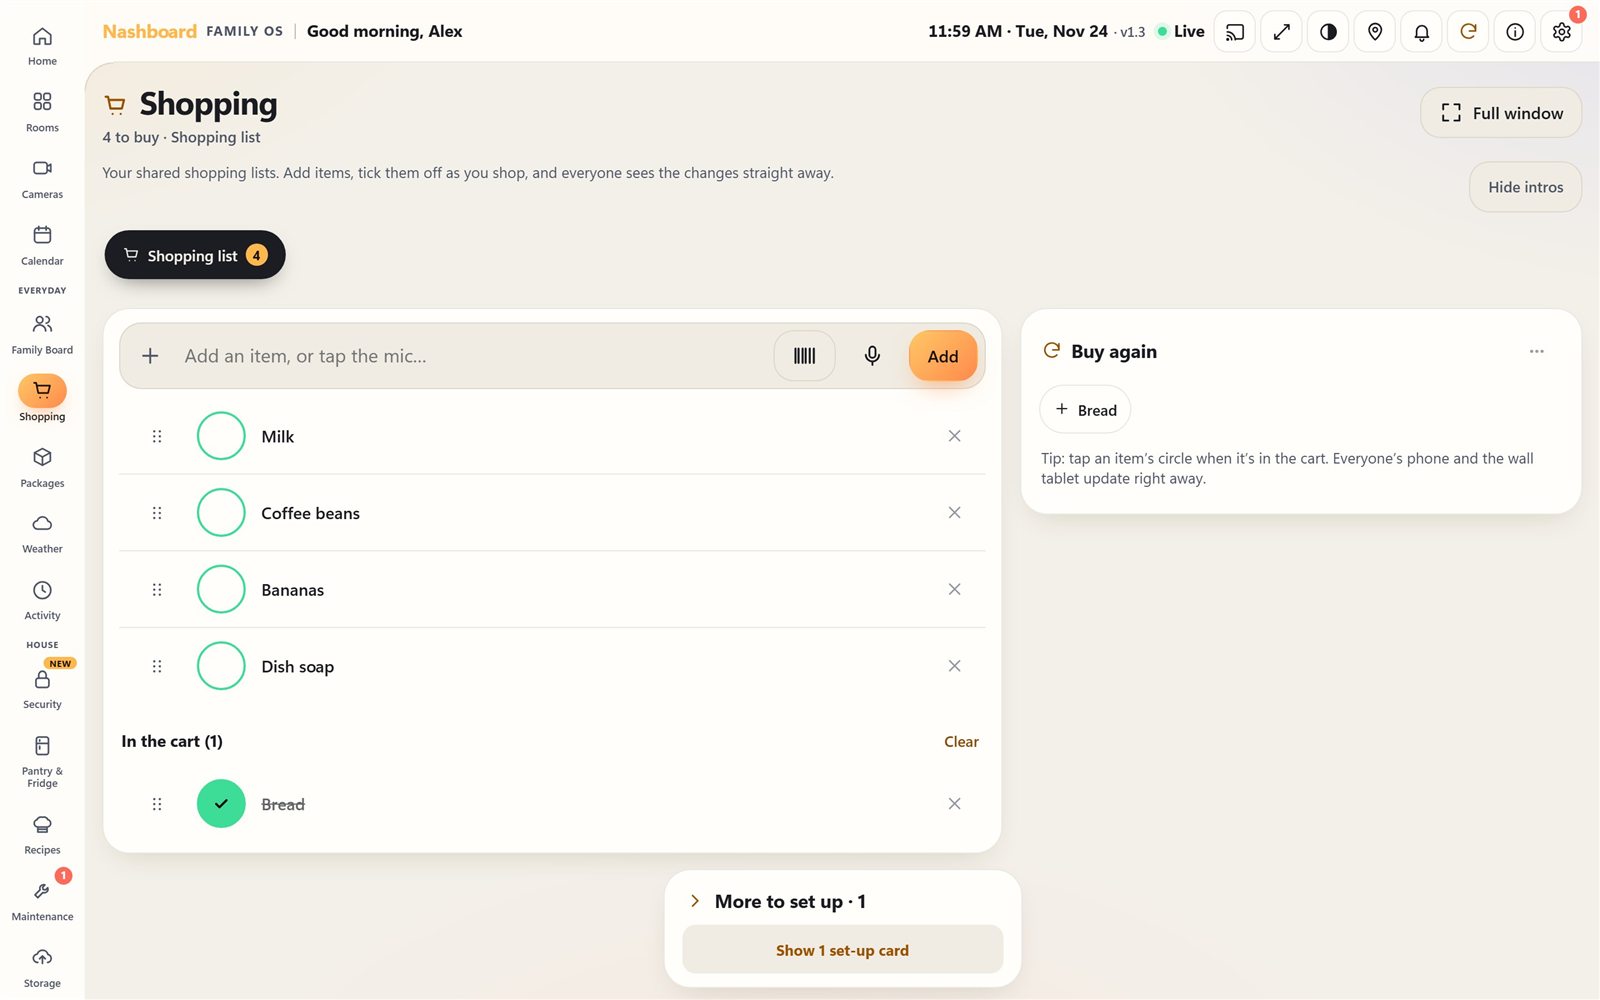 Nashboard FAMILY OS | Good morning, Alex
11:59 AM · Tue, Nov 24 · v1.3 Live
1
Home
Rooms
Cameras
Calendar
EVERYDAY
Family Board
Shopping
Packages
Weather
Activity
HOUSE
NEW
Security
Pantry &
Fridge
Recipes
1
Maintenance
Storage
Shopping
4 to buy · Shopping list
Your shared shopping lists. Add items, tick them off as you shop, and everyone sees the changes straight away.
Full window
Hide intros
Shopping list 4
Add an item, or tap the mic...
Add
Milk
Coffee beans
Bananas
Dish soap
In the cart (1)
Clear
Bread
Buy again
Bread
Tip: tap an item's circle when it's in the cart. Everyone's phone and the wall
tablet update right away.
More to set up · 1
Show 1 set-up card